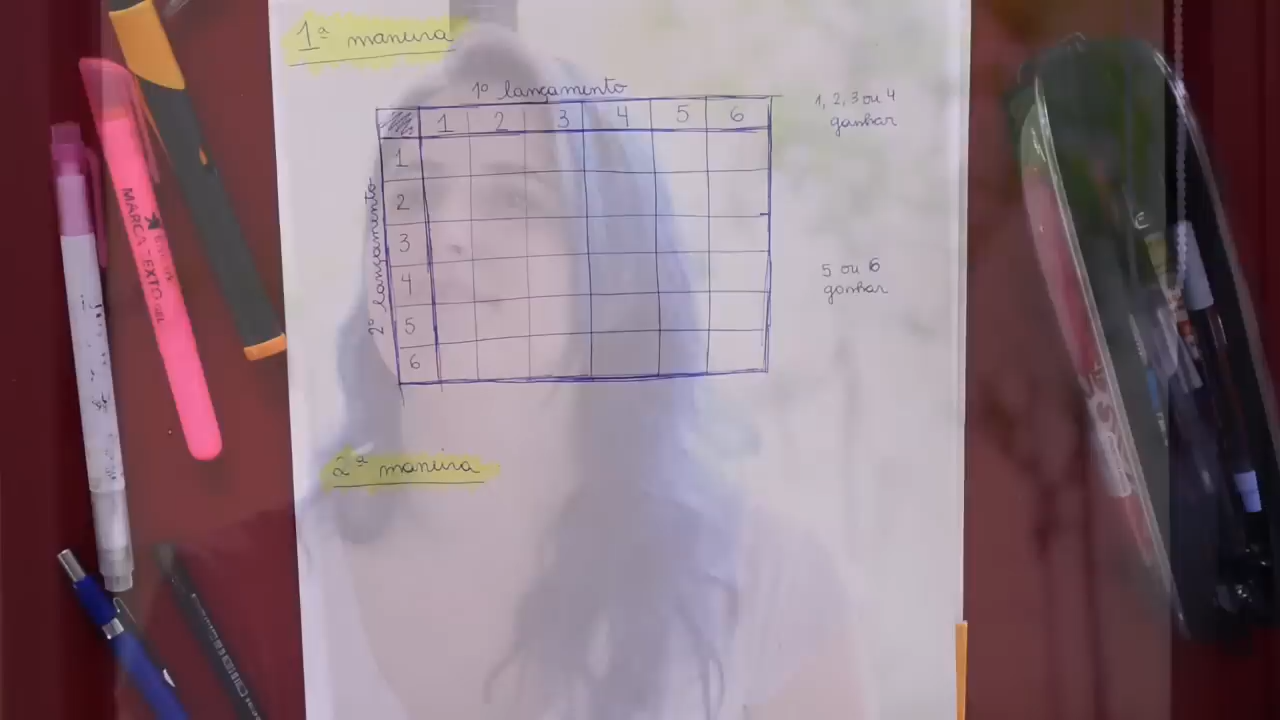 1ª maneira
1º lançamento
1 2 3 4 5 6
1
2
3
4
5
6
2º lançamento
1, 2, 3 ou 4
ganhar
5 ou 6
ganhar
2ª maneira
MARCA-TEXTO GEL